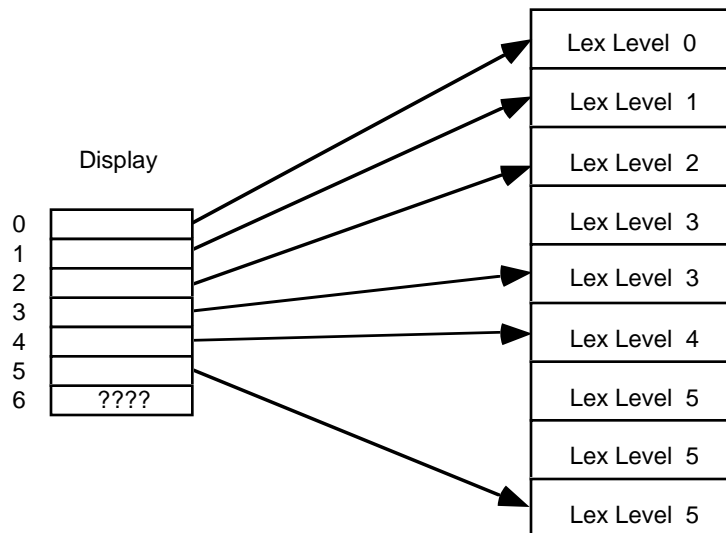 Display
0
1
2
3
4
5
6 ????
Lex Level 0
Lex Level 1
Lex Level 2
Lex Level 3
Lex Level 3
Lex Level 4
Lex Level 5
Lex Level 5
Lex Level 5